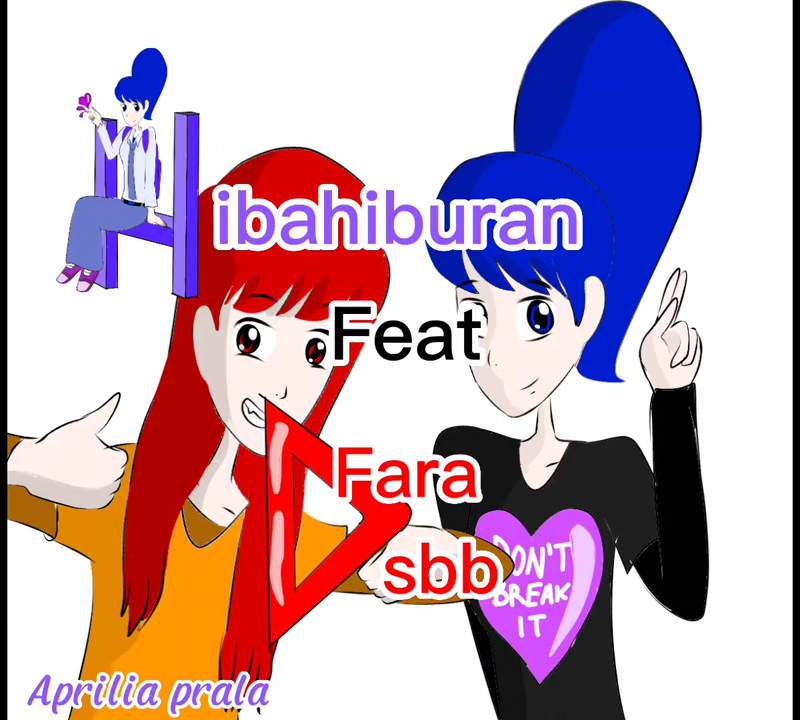 Hibahiburan
Feat
Fara
sbb
DON'T
BREAK
IT
Aprilia prala